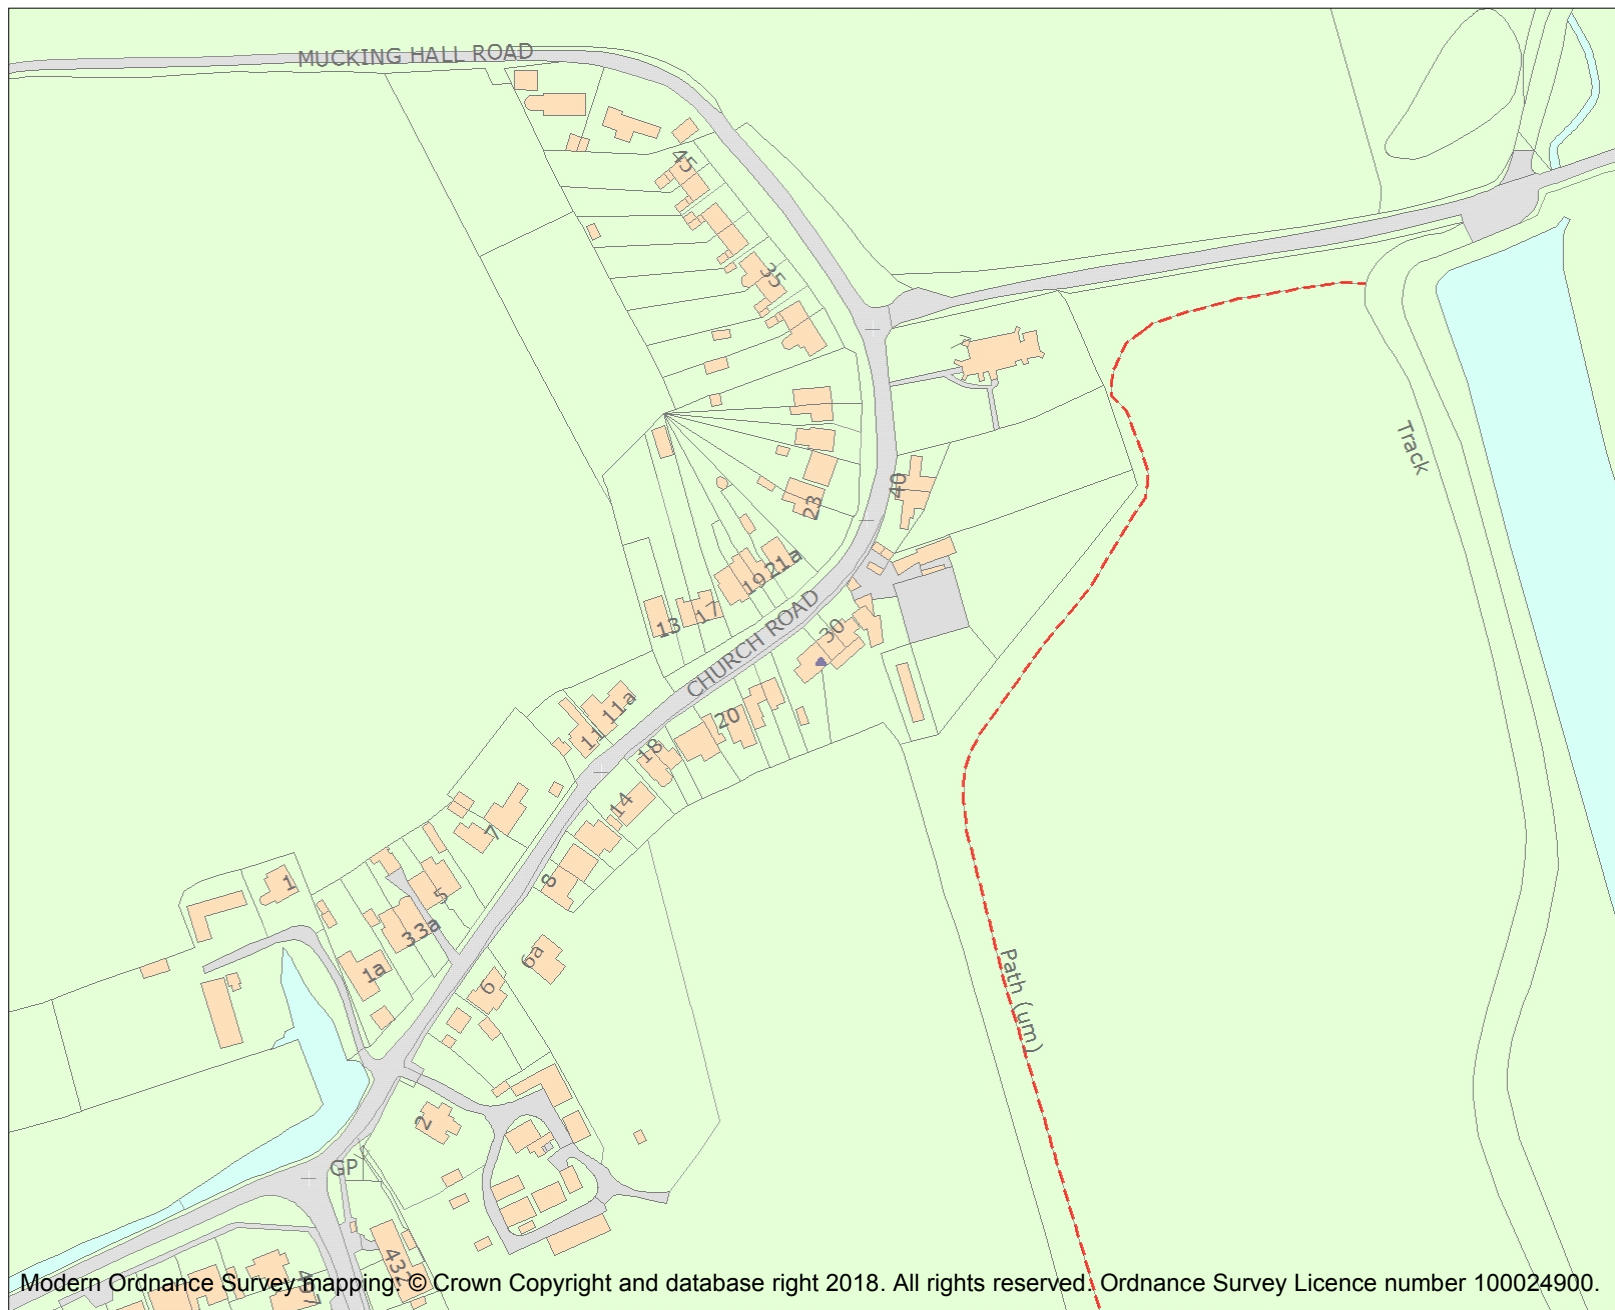 MUCKING HALL ROAD
45
35
40
23
Track
21a
19
17
13
CHURCH ROAD
30
11a
20
11
18
14
7
1
8
5
33a
6a
Path (um)
1a
6
2
GP
432
Modern Ordnance Survey mapping: © Crown Copyright and database right 2018. All rights reserved. Ordnance Survey Licence number 100024900.